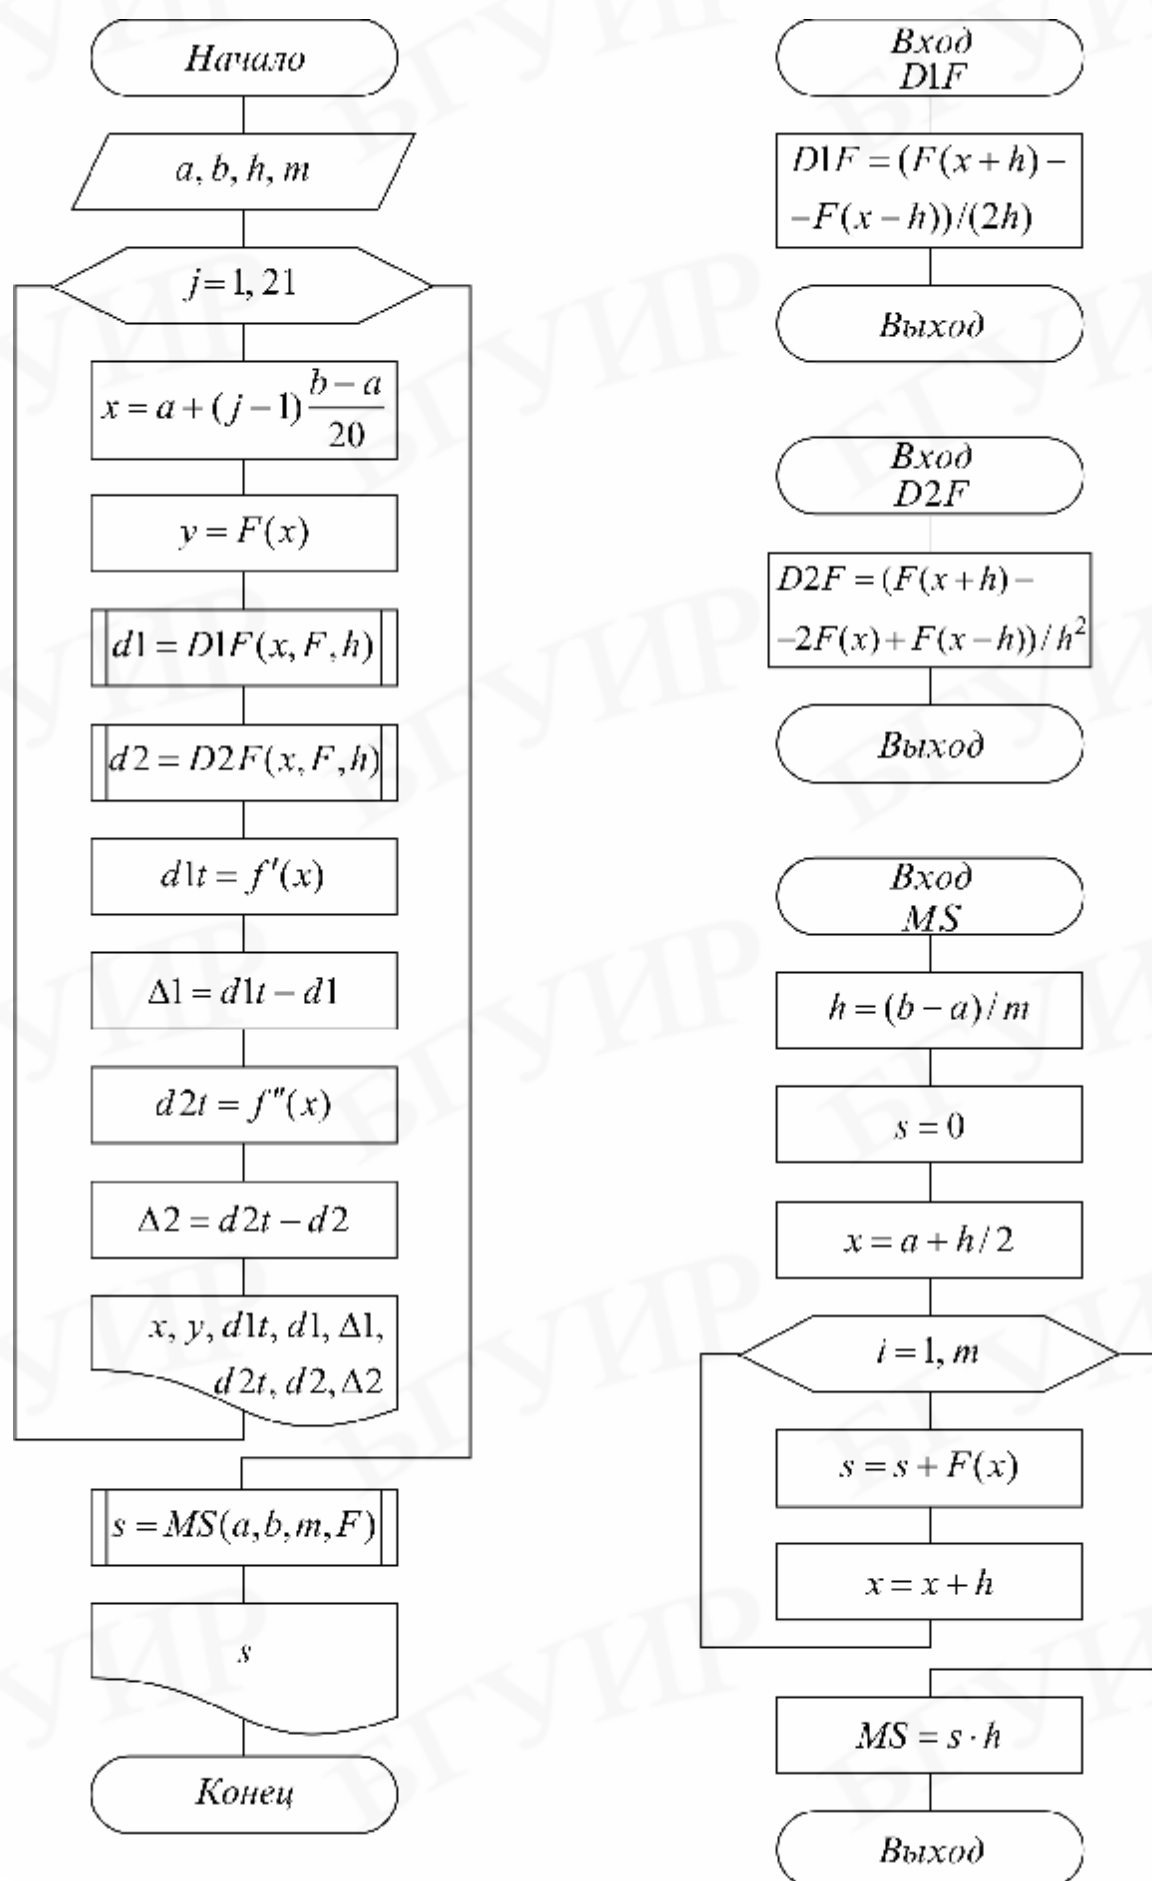 Начало
a, b, h, m
j = 1, 21
x = a + (j − 1) (b − a)/20
y = F(x)
d1 = D1F(x, F, h)
d2 = D2F(x, F, h)
d1t = f'(x)
Δ1 = d1t − d1
d2t = f"(x)
Δ2 = d2t − d2
x, y, d1t, d1, Δ1,
d2t, d2, Δ2
s = MS(a, b, m, F)
s
Конец
Вход
D1F
D1F = (F(x + h) −
−F(x − h))/(2h)
Выход
Вход
D2F
D2F = (F(x + h) −
−2F(x) + F(x − h))/h²
Выход
Вход
MS
h = (b − a)/m
s = 0
x = a + h/2
i = 1, m
s = s + F(x)
x = x + h
MS = s · h
Выход
БГУИР